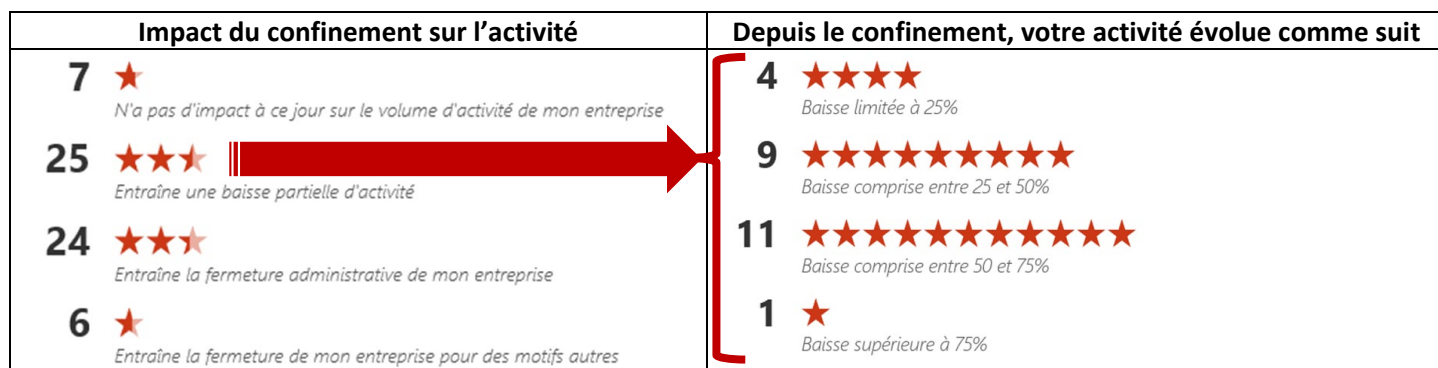 Impact du confinement sur l’activité
Depuis le confinement, votre activité évolue comme suit
7
N'a pas d'impact à ce jour sur le volume d'activité de mon entreprise
25
Entraîne une baisse partielle d'activité
24
Entraîne la fermeture administrative de mon entreprise
6
Entraîne la fermeture de mon entreprise pour des motifs autres
4
Baisse limitée à 25%
9
Baisse comprise entre 25 et 50%
11
Baisse comprise entre 50 et 75%
1
Baisse supérieure à 75%